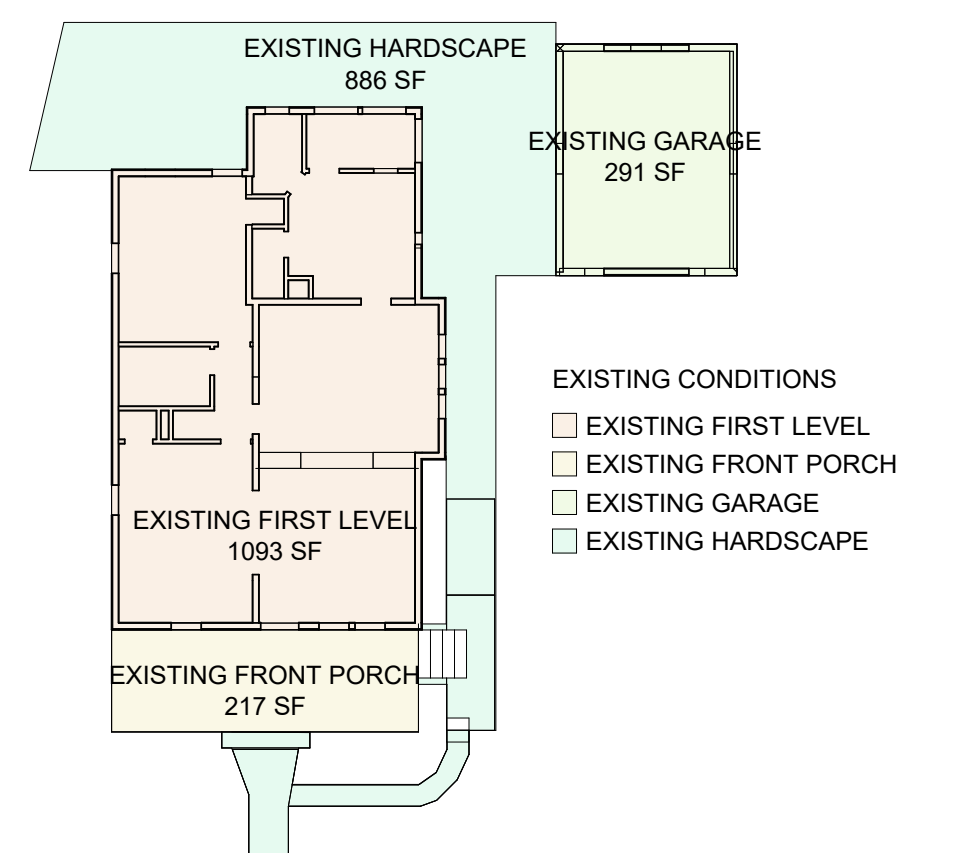 EXISTING HARDSCAPE
886 SF
EXISTING GARAGE
291 SF
EXISTING CONDITIONS
EXISTING FIRST LEVEL
EXISTING FRONT PORCH
EXISTING GARAGE
EXISTING HARDSCAPE
EXISTING FIRST LEVEL
1093 SF
EXISTING FRONT PORCH
217 SF